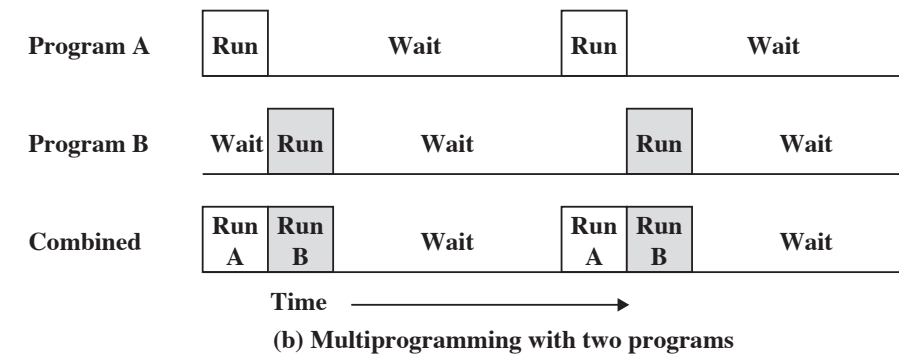 Program A Run Wait Run Wait
Program B Wait Run Wait Run Wait
Combined Run A Run B Wait Run A Run B Wait
Time
(b) Multiprogramming with two programs